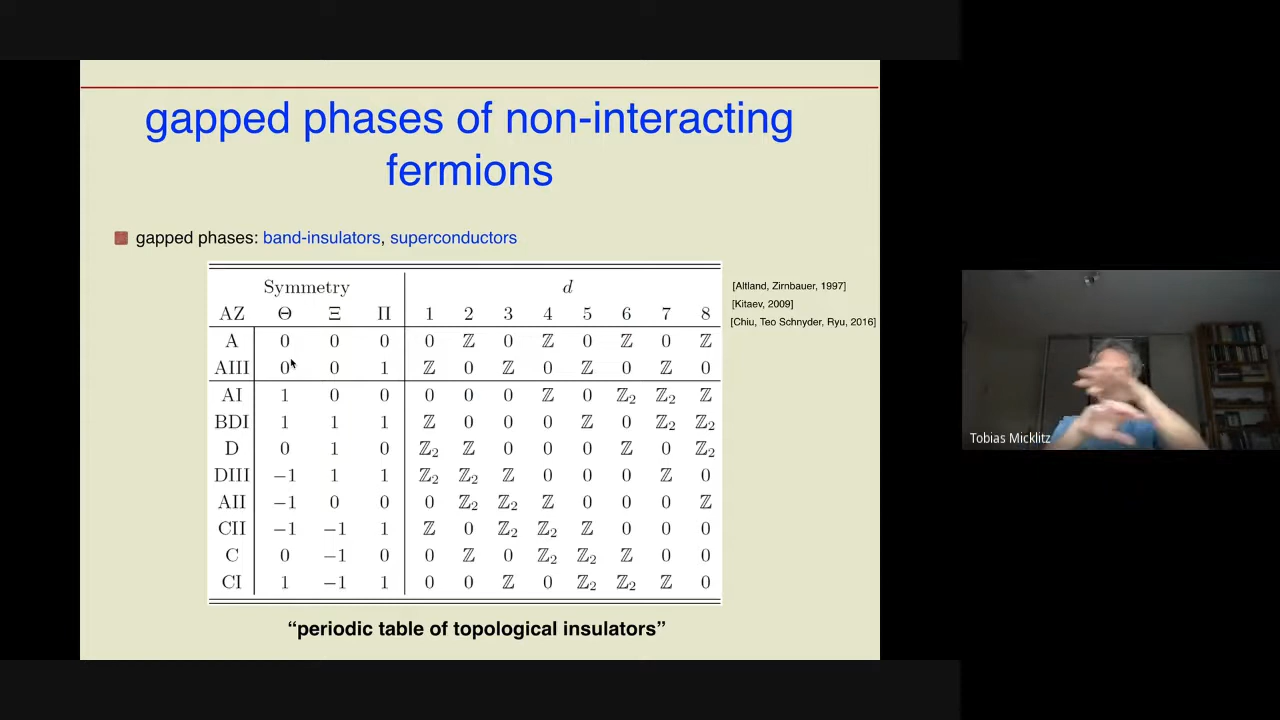 gapped phases of non-interacting
fermions
gapped phases: band-insulators, superconductors
Symmetry d
AZ Θ Ξ Π 1 2 3 4 5 6 7 8
A 0 0 0 0 ℤ 0 ℤ 0 ℤ 0 ℤ
AIII 0 0 1 ℤ 0 ℤ 0 ℤ 0 ℤ 0
AI 1 0 0 0 0 0 ℤ 0 ℤ₂ ℤ₂ ℤ
BDI 1 1 1 ℤ 0 0 0 ℤ 0 ℤ₂ ℤ₂
D 0 1 0 ℤ₂ ℤ 0 0 0 ℤ 0 ℤ₂
DIII −1 1 1 ℤ₂ ℤ₂ ℤ 0 0 0 ℤ 0
AII −1 0 0 0 ℤ₂ ℤ₂ ℤ 0 0 0 ℤ
CII −1 −1 1 ℤ 0 ℤ₂ ℤ₂ ℤ 0 0 0
C 0 −1 0 0 ℤ 0 ℤ₂ ℤ₂ ℤ 0 0
CI 1 −1 1 0 0 ℤ 0 ℤ₂ ℤ₂ ℤ 0
[Altland, Zirnbauer, 1997]
[Kitaev, 2009]
[Chiu, Teo Schnyder, Ryu, 2016]
“periodic table of topological insulators”
Tobias Micklitz